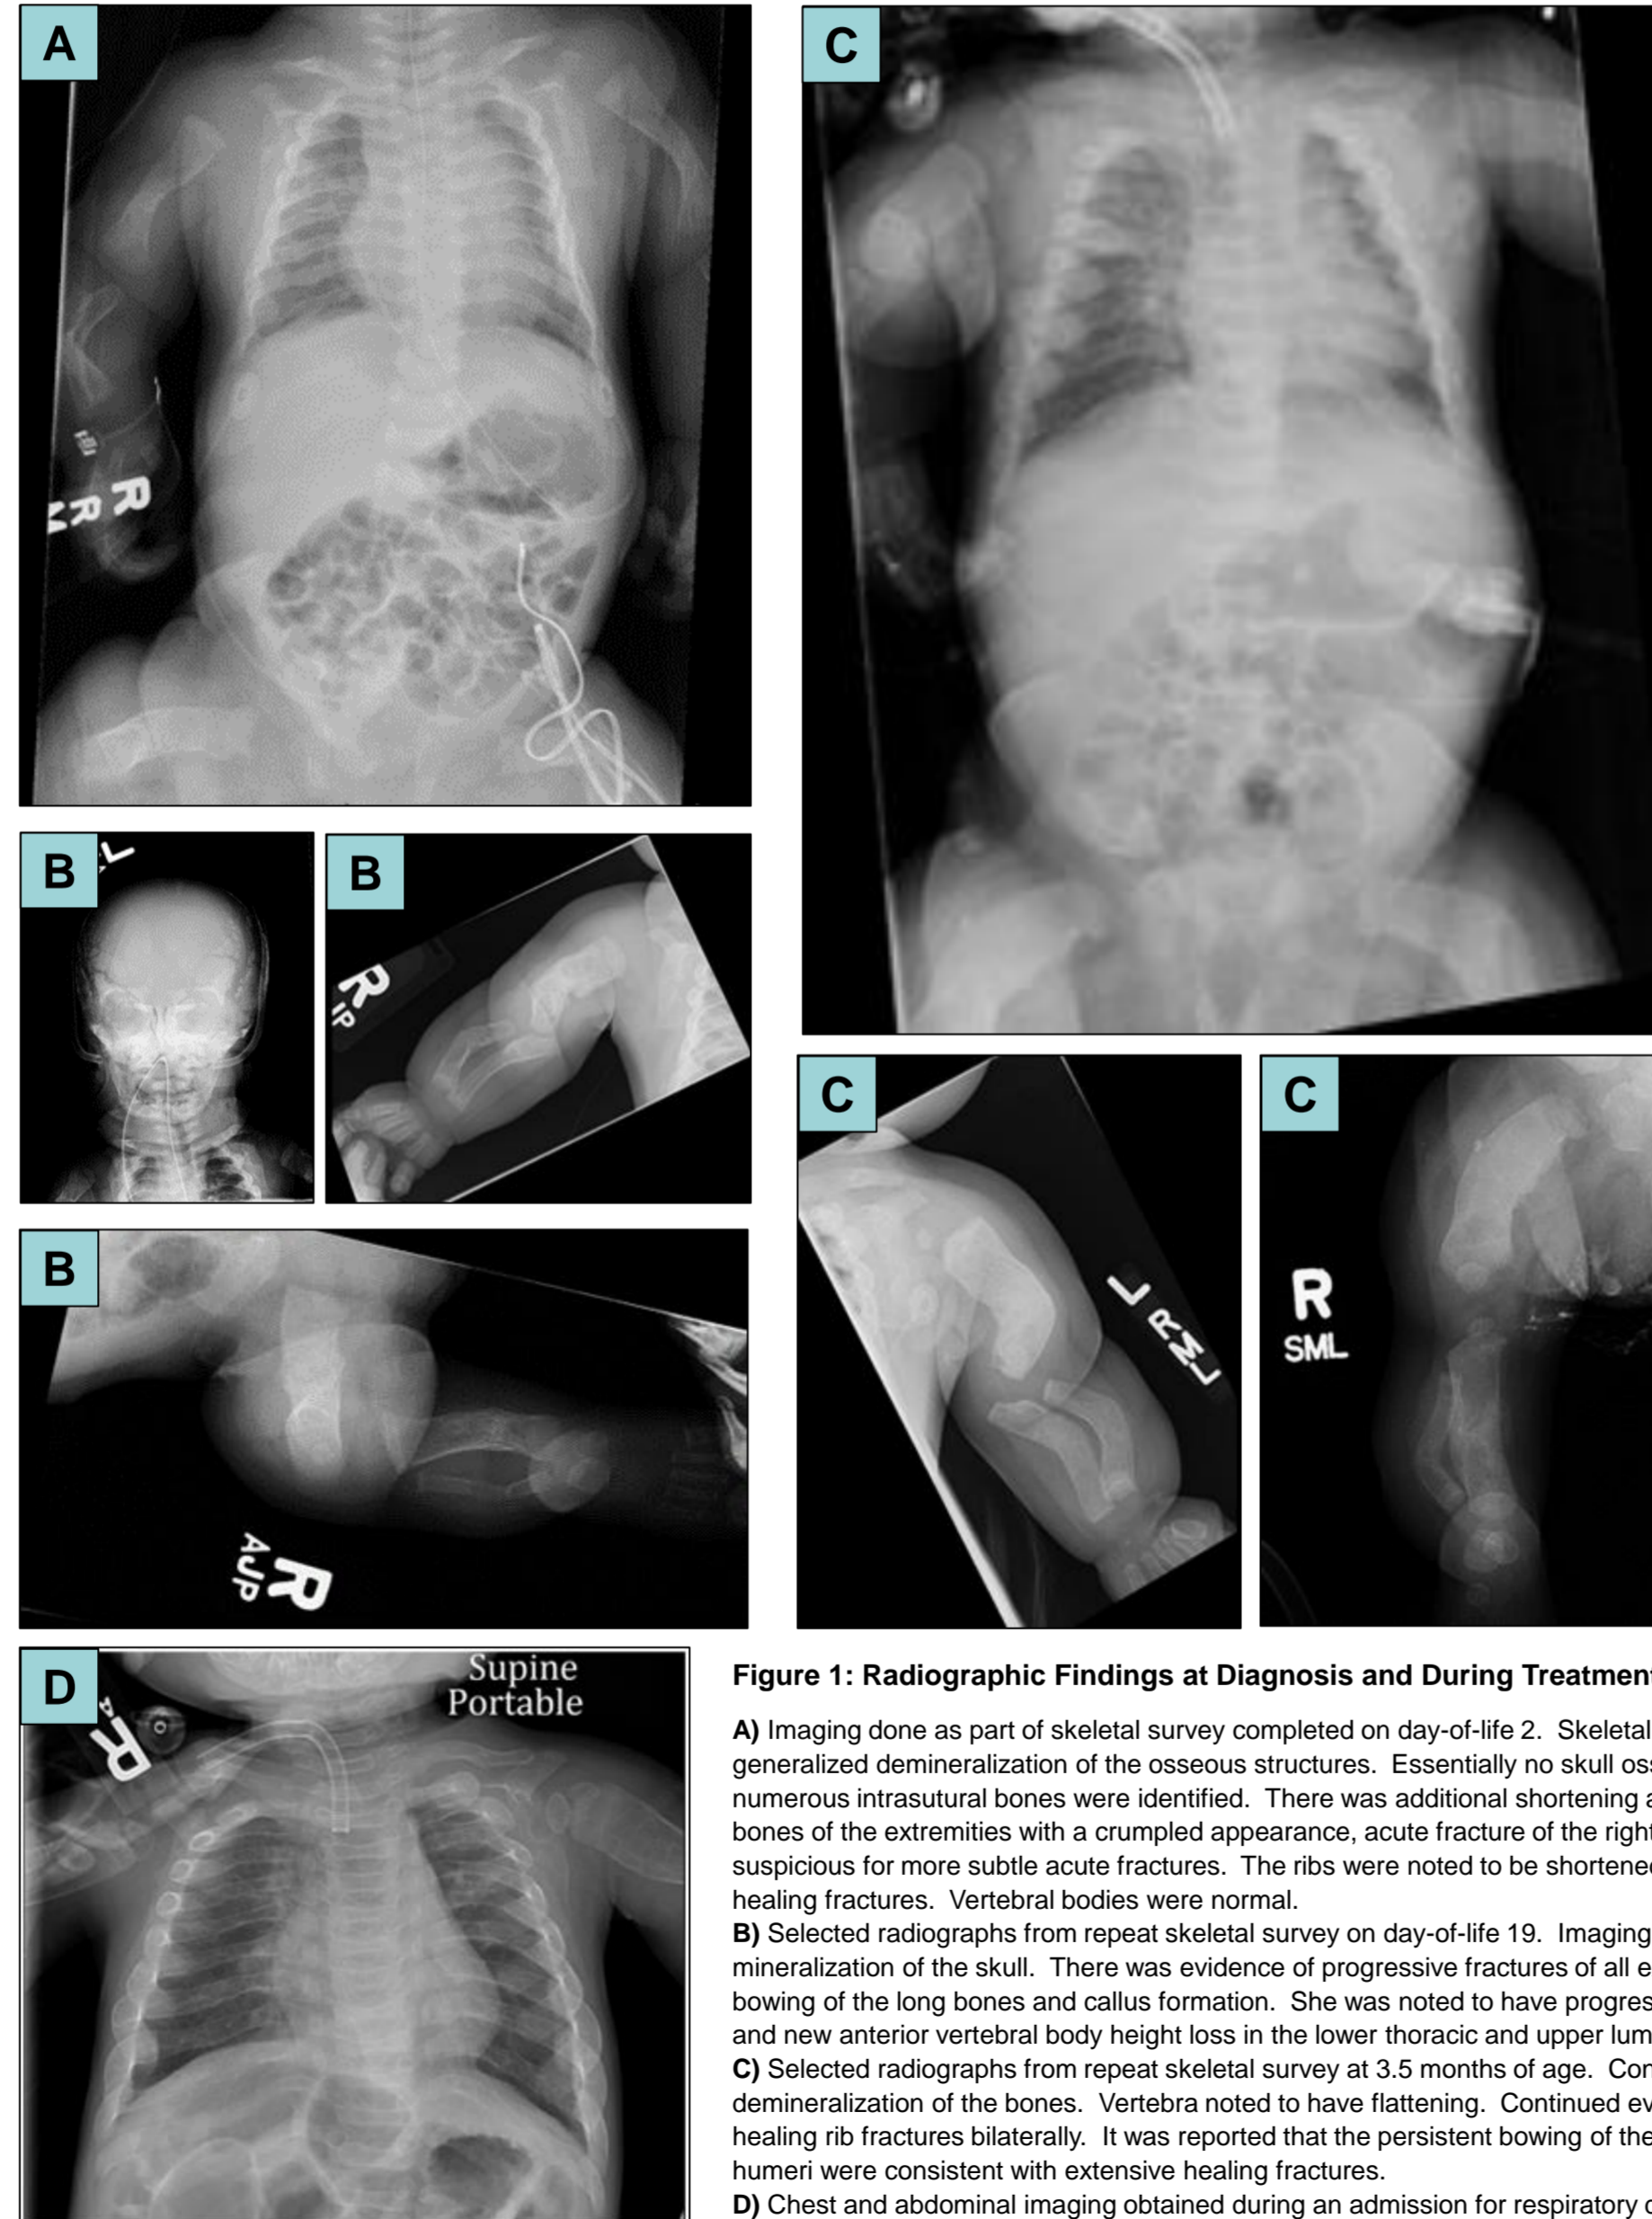 A
C
R
R
B
L
B
R
IP
B
R
AJP
C
L
RML
C
R
SML
D
R
Supine
Portable
Figure 1: Radiographic Findings at Diagnosis and During Treatment
A) Imaging done as part of skeletal survey completed on day-of-life 2.  Skeletal
generalized demineralization of the osseous structures.  Essentially no skull oss
numerous intrasutural bones were identified.  There was additional shortening a
bones of the extremities with a crumpled appearance, acute fracture of the right
suspicious for more subtle acute fractures.  The ribs were noted to be shortened
healing fractures.  Vertebral bodies were normal.
B) Selected radiographs from repeat skeletal survey on day-of-life 19.  Imaging
mineralization of the skull.  There was evidence of progressive fractures of all e
bowing of the long bones and callus formation.  She was noted to have progres
and new anterior vertebral body height loss in the lower thoracic and upper lum
C) Selected radiographs from repeat skeletal survey at 3.5 months of age.  Con
demineralization of the bones.  Vertebra noted to have flattening.  Continued ev
healing rib fractures bilaterally.  It was reported that the persistent bowing of the
humeri were consistent with extensive healing fractures.
D) Chest and abdominal imaging obtained during an admission for respiratory